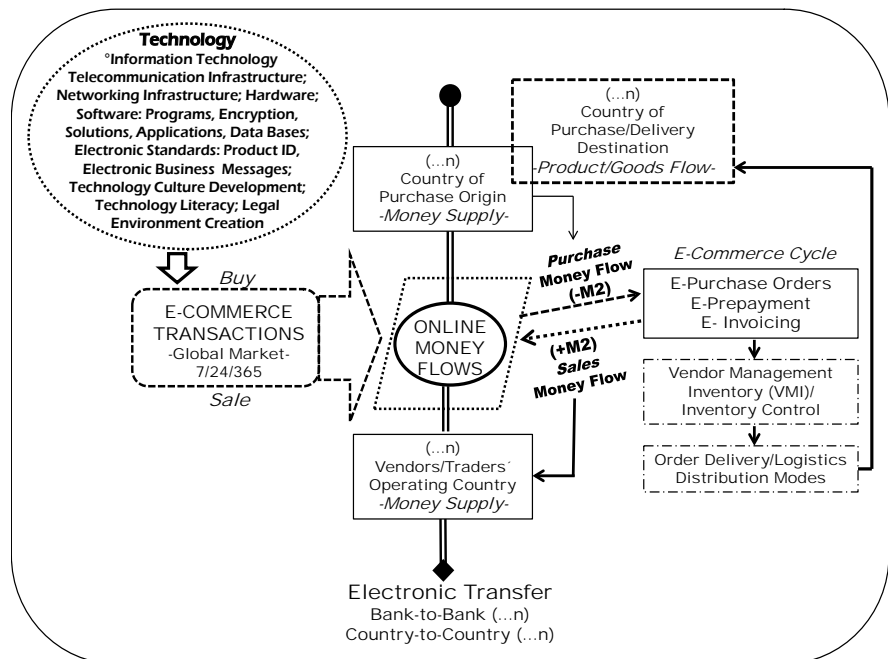 Technology
°Information Technology
Telecommunication Infrastructure;
Networking Infrastructure; Hardware;
Software: Programs, Encryption,
Solutions, Applications, Data Bases;
Electronic Standards: Product ID,
Electronic Business Messages;
Technology Culture Development;
Technology Literacy; Legal
Environment Creation
(...n)
Country of
Purchase/Delivery
Destination
-Product/Goods Flow-
(...n)
Country of
Purchase Origin
-Money Supply-
Buy
E-COMMERCE
TRANSACTIONS
-Global Market-
7/24/365
Sale
ONLINE
MONEY
FLOWS
Purchase
Money Flow
(-M2)
(+M2)
Sales
Money Flow
E-Commerce Cycle
E-Purchase Orders
E-Prepayment
E- Invoicing
Vendor Management
Inventory (VMI)/
Inventory Control
Order Delivery/Logistics
Distribution Modes
(...n)
Vendors/Traders´
Operating Country
-Money Supply-
Electronic Transfer
Bank-to-Bank (...n)
Country-to-Country (...n)